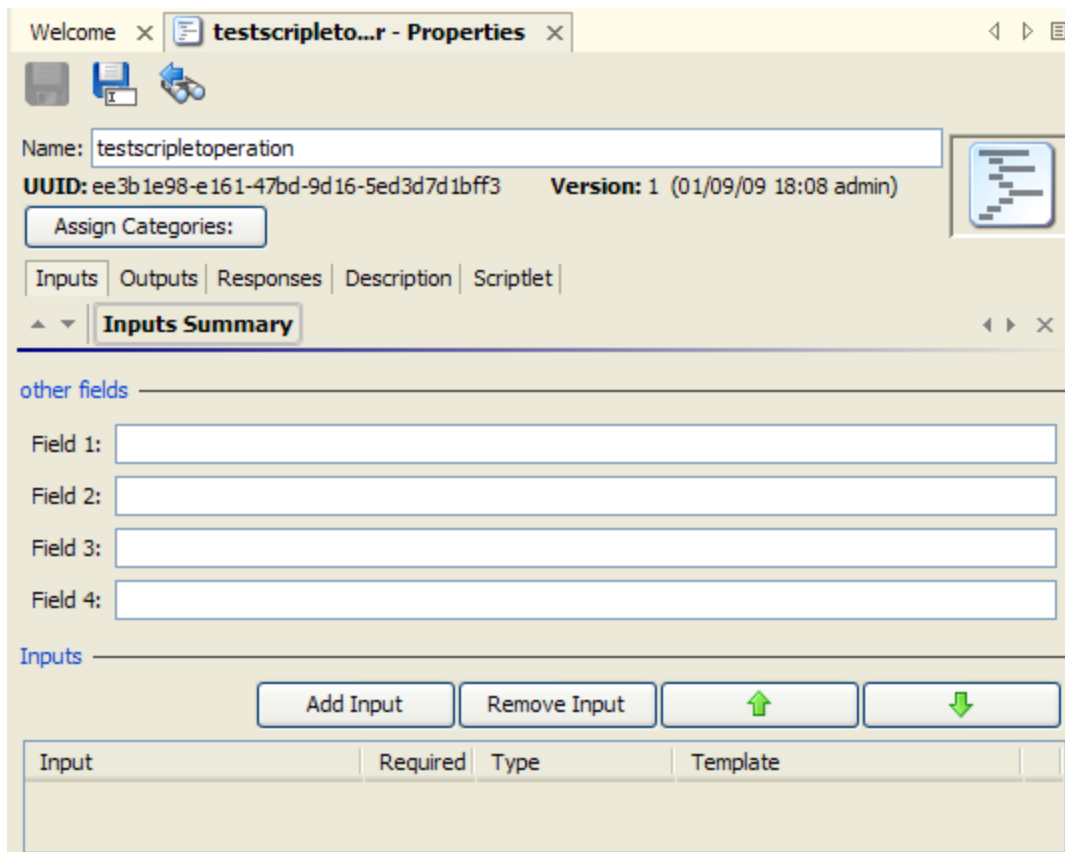 Welcome testscripleto...r - Properties
Name: testscripletoperation
UUID: ee3b1e98-e161-47bd-9d16-5ed3d7d1bff3 Version: 1 (01/09/09 18:08 admin)
Assign Categories:
Inputs Outputs Responses Description Scriptlet
Inputs Summary
other fields
Field 1:
Field 2:
Field 3:
Field 4:
Inputs
Add Input Remove Input
Input Required Type Template